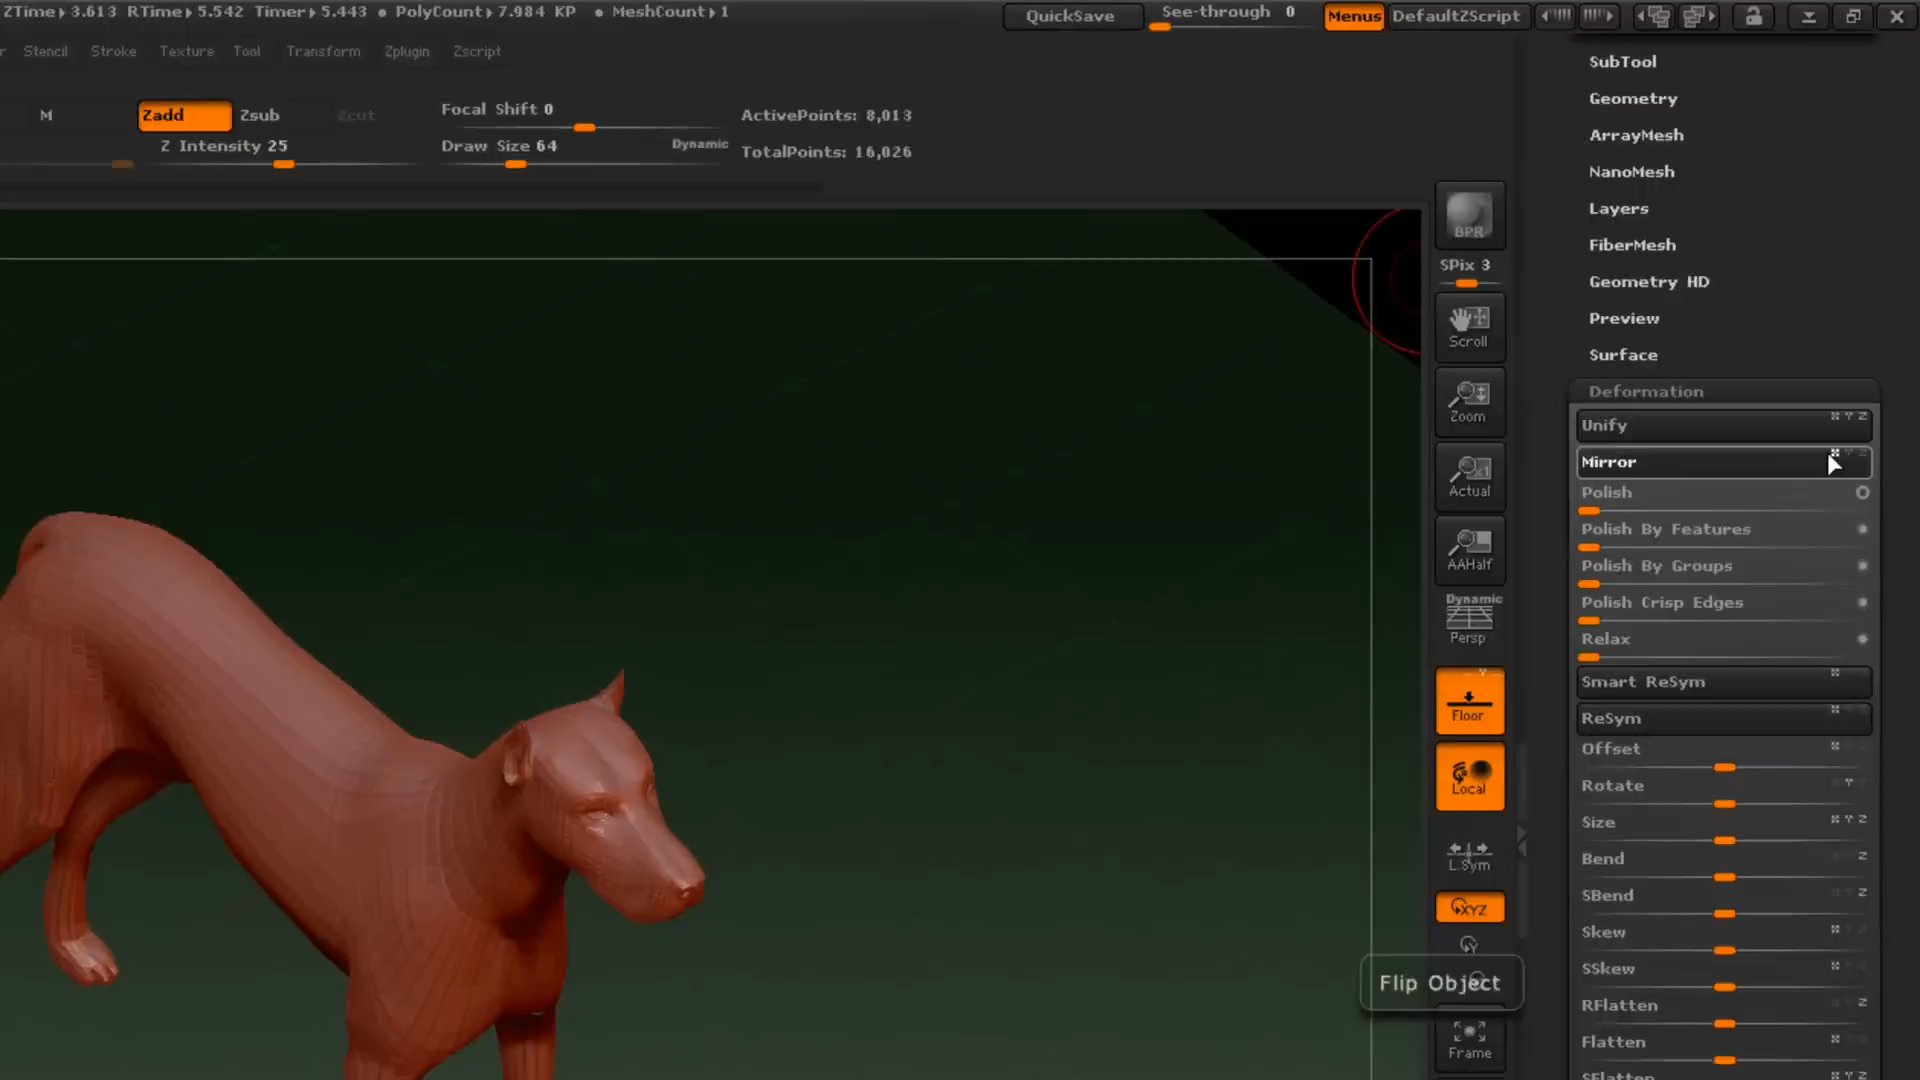 ZTime▸3.613 RTime▸5.542 Timer▸5.443 ● PolyCount▸7.984 KP ● MeshCount▸1
QuickSave
See-through 0
Menus
DefaultZScript
r Stencil Stroke Texture Tool Transform Zplugin Zscript
M
Zadd
Zsub
Zcut
Z Intensity 25
Focal Shift 0
Draw Size 64
Dynamic
ActivePoints: 8,013
TotalPoints: 16,026
BPR
SPix 3
Scroll
Zoom
Actual
AAHalf
Dynamic
Persp
Floor
Local
L.Sym
XYZ
Flip Object
Frame
SubTool
Geometry
ArrayMesh
NanoMesh
Layers
FiberMesh
Geometry HD
Preview
Surface
Deformation
Unify X Y Z
Mirror
Polish
Polish By Features
Polish By Groups
Polish Crisp Edges
Relax
Smart ReSym X
ReSym X
Offset X
Rotate Y
Size X Y Z
Bend Z
SBend Z
Skew X
SSkew X
RFlatten Z
Flatten X
SFlatten X Y Z